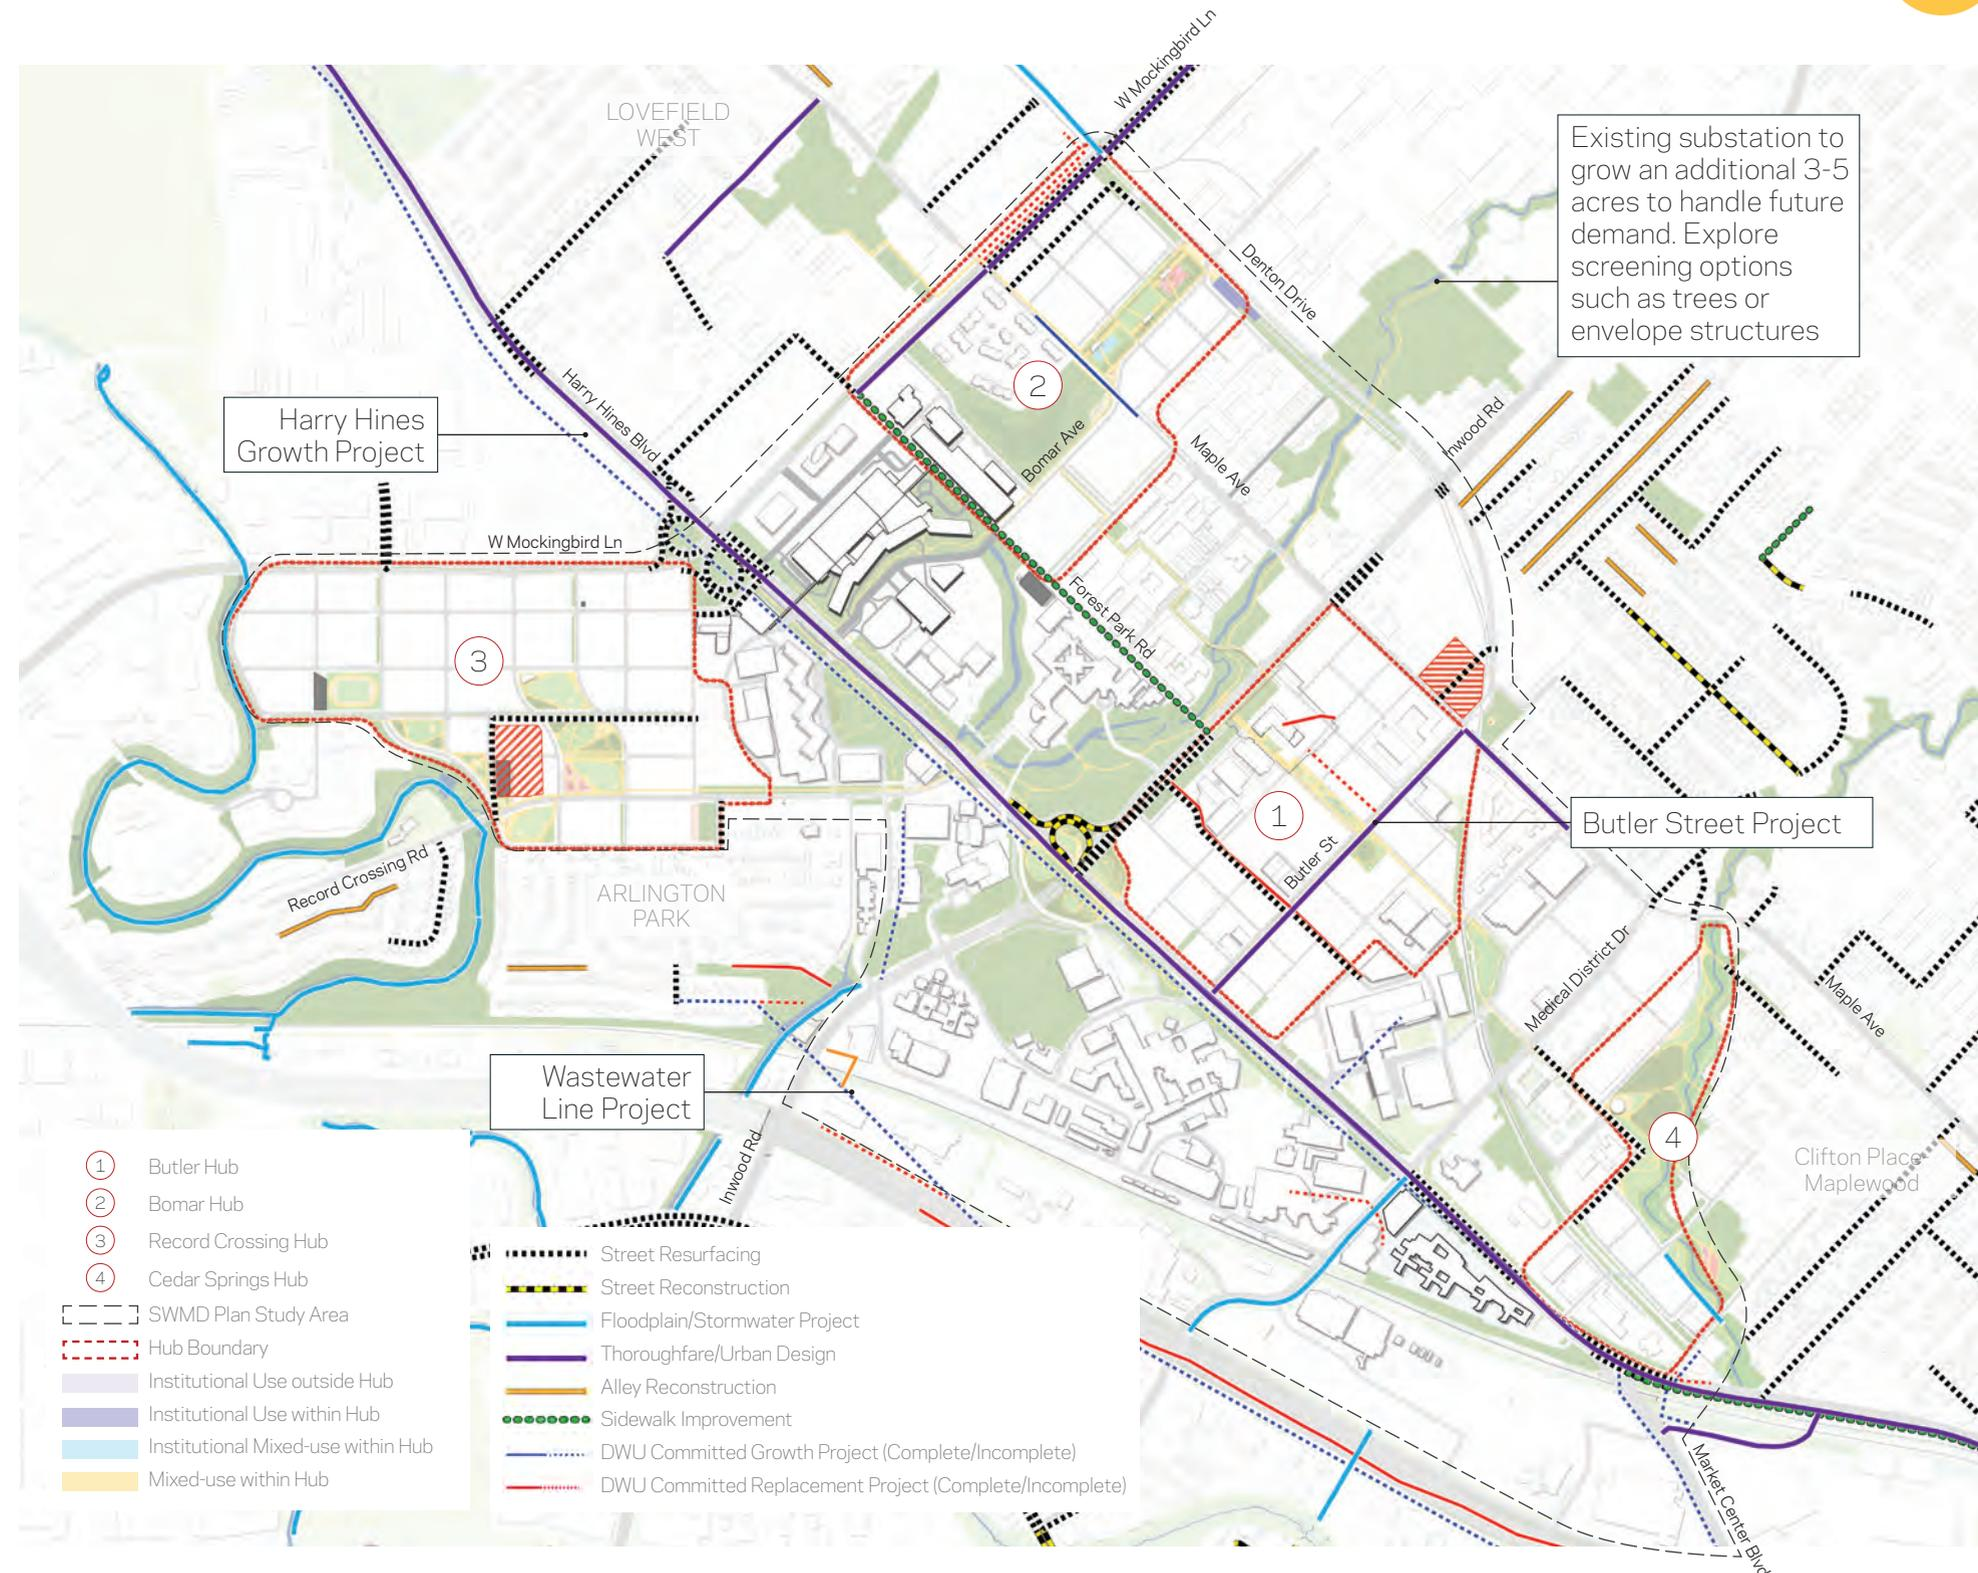 W Mockingbird Ln
LOVEFIELD
WEST
Existing substation to
grow an additional 3-5
acres to handle future
demand. Explore
screening options
such as trees or
envelope structures
Denton Drive
2
Harry Hines
Growth Project
Harry Hines Blvd
Inwood Rd
Bomar Ave
Maple Ave
W Mockingbird Ln
Forest Park Rd
3
1
Butler Street Project
Butler St
Record Crossing Rd
ARLINGTON
PARK
Medical District Dr
Maple Ave
Wastewater
Line Project
4
Inwood Rd
Clifton Place
Maplewood
Market Center Blvd
1 Butler Hub
2 Bomar Hub
3 Record Crossing Hub
4 Cedar Springs Hub
SWMD Plan Study Area
Hub Boundary
Institutional Use outside Hub
Institutional Use within Hub
Institutional Mixed-use within Hub
Mixed-use within Hub
Street Resurfacing
Street Reconstruction
Floodplain/Stormwater Project
Thoroughfare/Urban Design
Alley Reconstruction
Sidewalk Improvement
DWU Committed Growth Project (Complete/Incomplete)
DWU Committed Replacement Project (Complete/Incomplete)